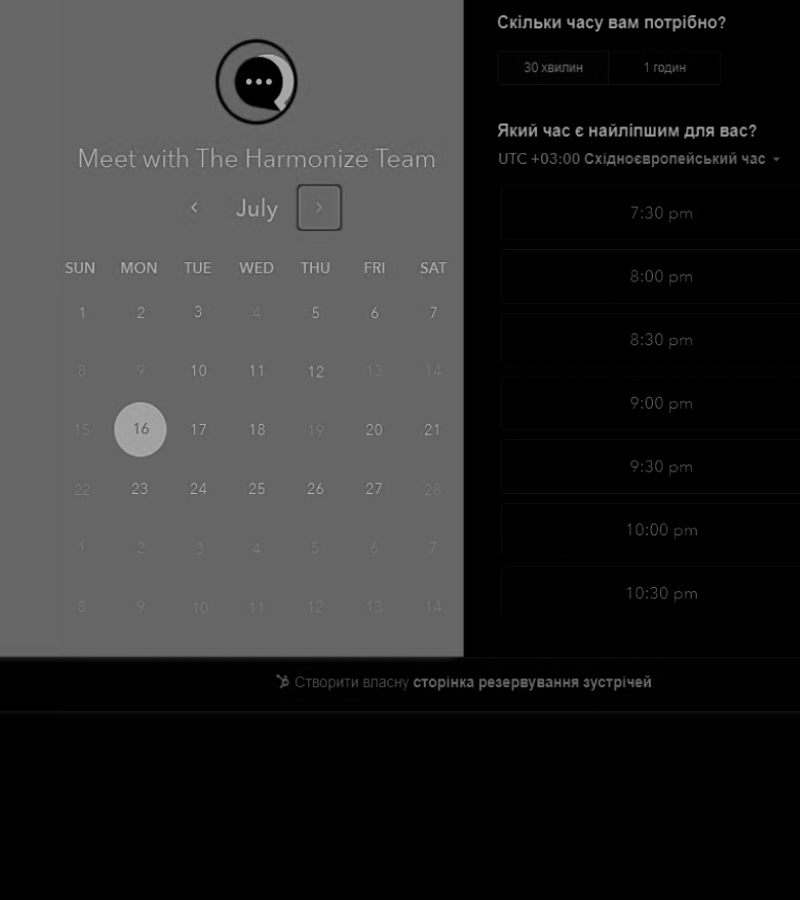 Meet with The Harmonize Team
July
SUN MON TUE WED THU FRI SAT
1 2 3 4 5 6 7
8 9 10 11 12 13 14
15 16 17 18 19 20 21
22 23 24 25 26 27 28
1 2 3 4 5 6 7
8 9 10 11 12 13 14
Скільки часу вам потрібно?
30 хвилин 1 годин
Який час є найліпшим для вас?
UTC +03:00 Східноєвропейський час
7:30 pm
8:00 pm
8:30 pm
9:00 pm
9:30 pm
10:00 pm
10:30 pm
Створити власну сторінка резервування зустрічей